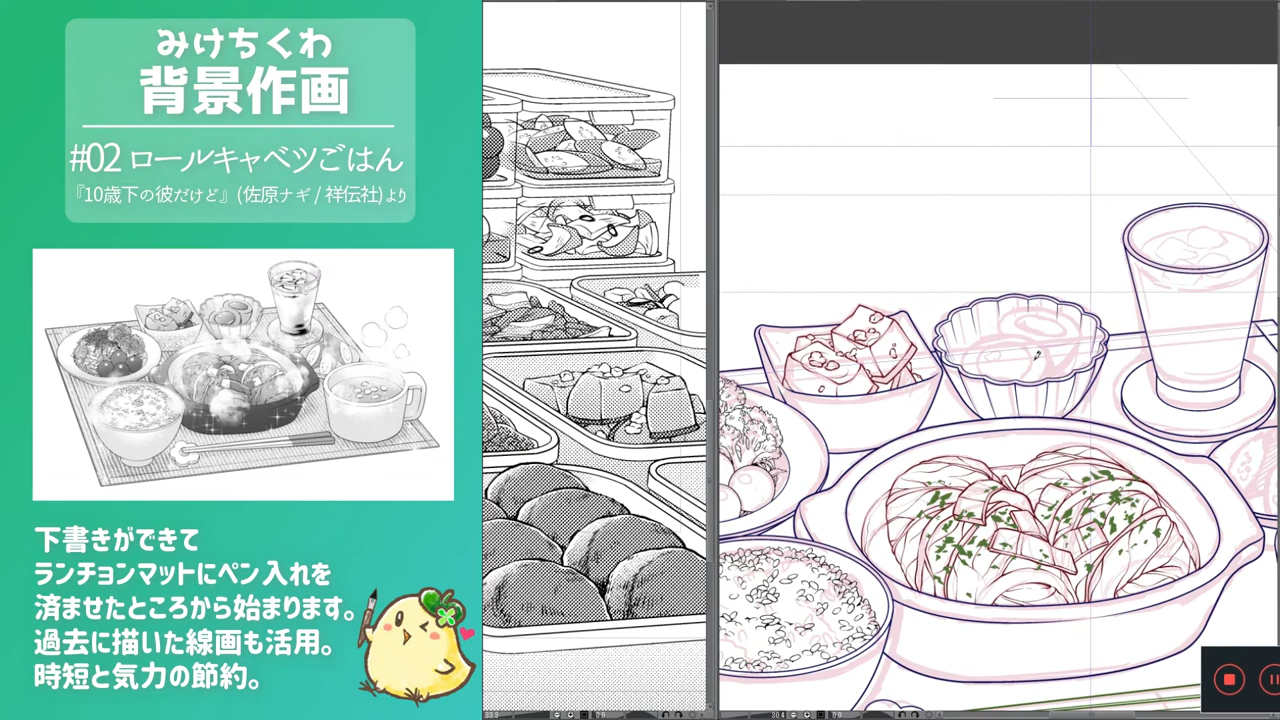 みけちくわ
背景作画
#02 ロールキャベツごはん
『10歳下の彼だけど』(佐原ナギ / 祥伝社)より
下書きができて
ランチョンマットにペン入れを
済ませたところから始まります。
過去に描いた線画も活用。
時短と気力の節約。